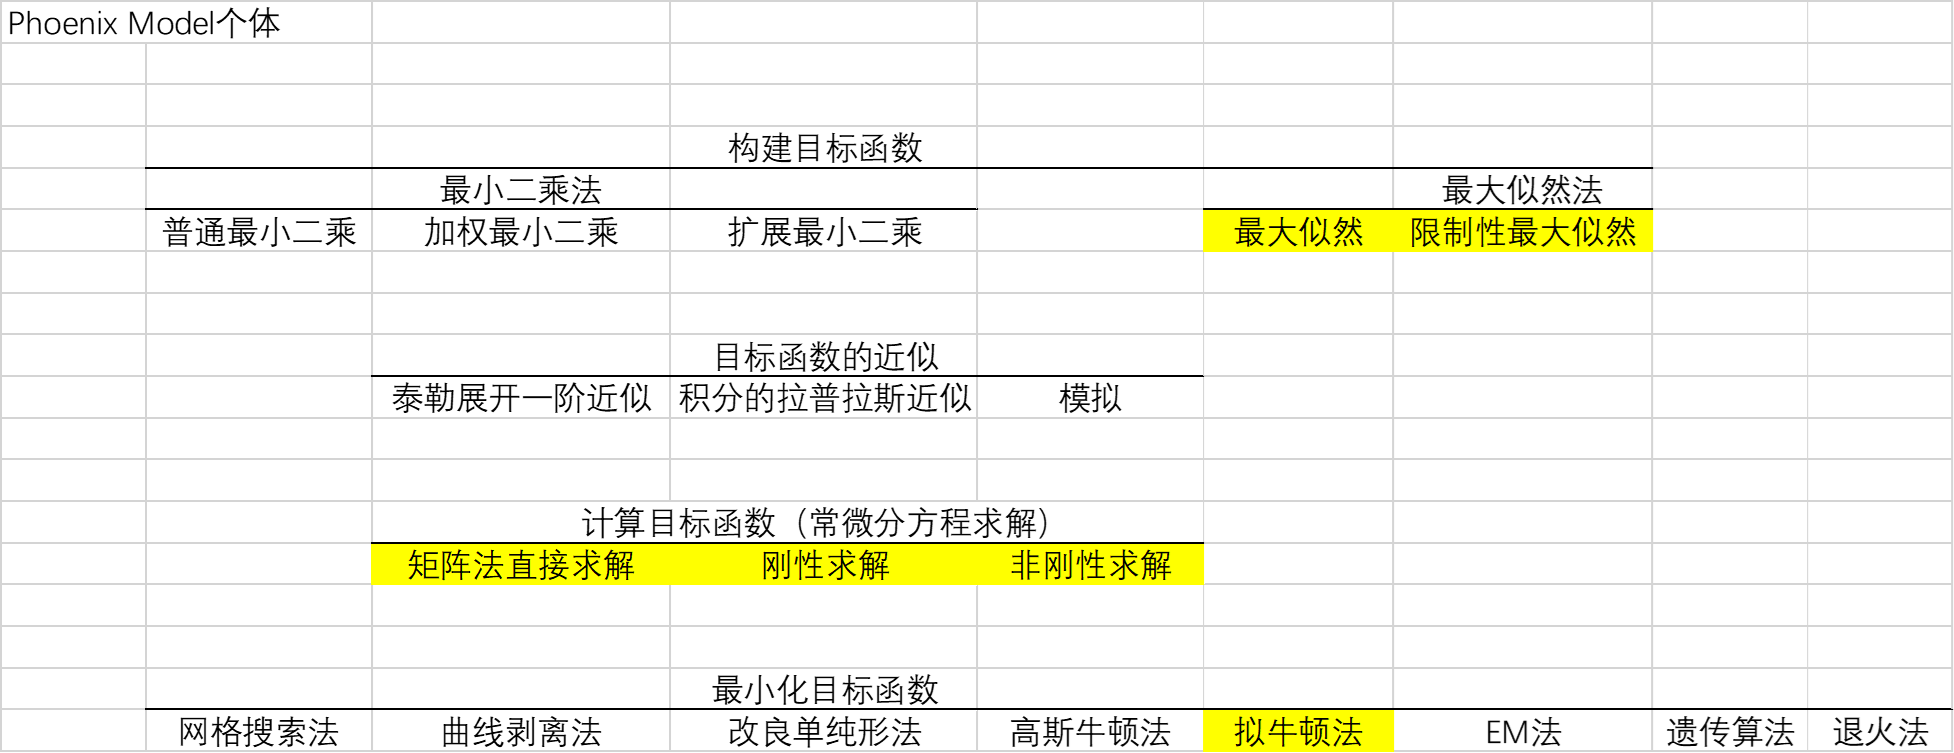 Phoenix Model个体
构建目标函数
最小二乘法 最大似然法
普通最小二乘 加权最小二乘 扩展最小二乘 最大似然 限制性最大似然
目标函数的近似
泰勒展开一阶近似 积分的拉普拉斯近似 模拟
计算目标函数（常微分方程求解）
矩阵法直接求解 刚性求解 非刚性求解
最小化目标函数
网格搜索法 曲线剥离法 改良单纯形法 高斯牛顿法 拟牛顿法 EM法 遗传算法 退火法